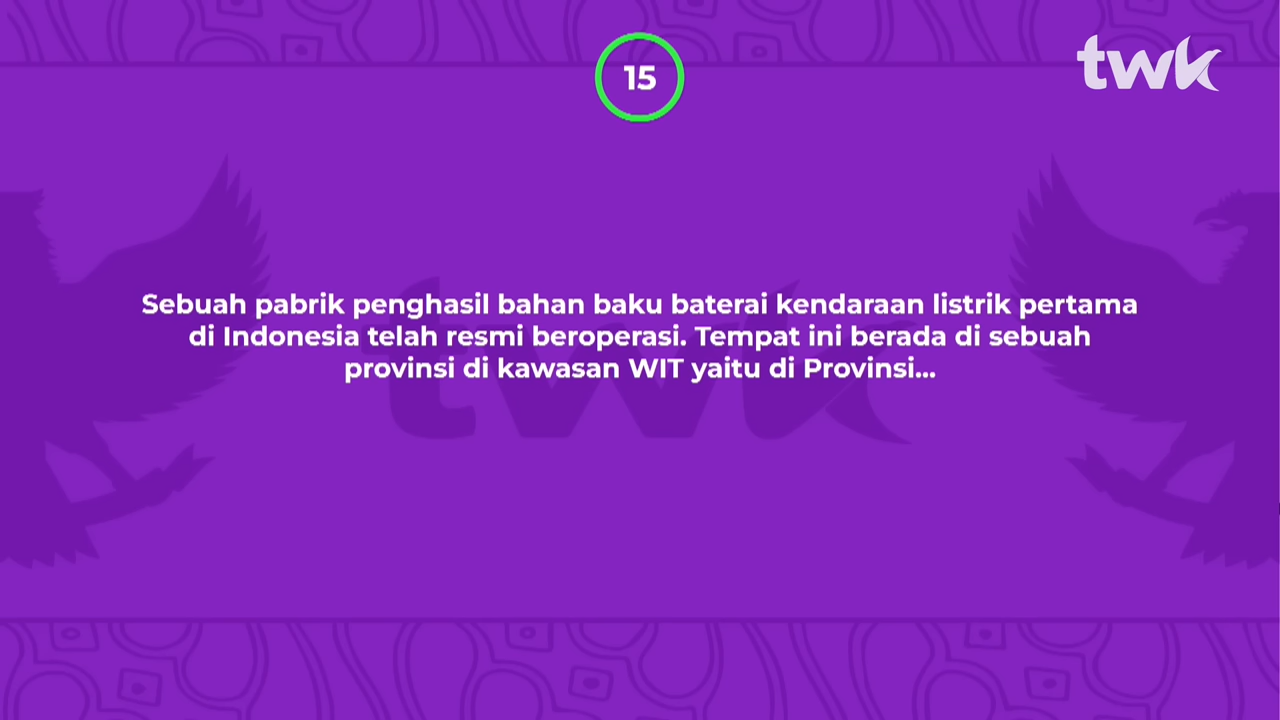 15
twk
Sebuah pabrik penghasil bahan baku baterai kendaraan listrik pertama
di Indonesia telah resmi beroperasi. Tempat ini berada di sebuah
provinsi di kawasan WIT yaitu di Provinsi...
twk